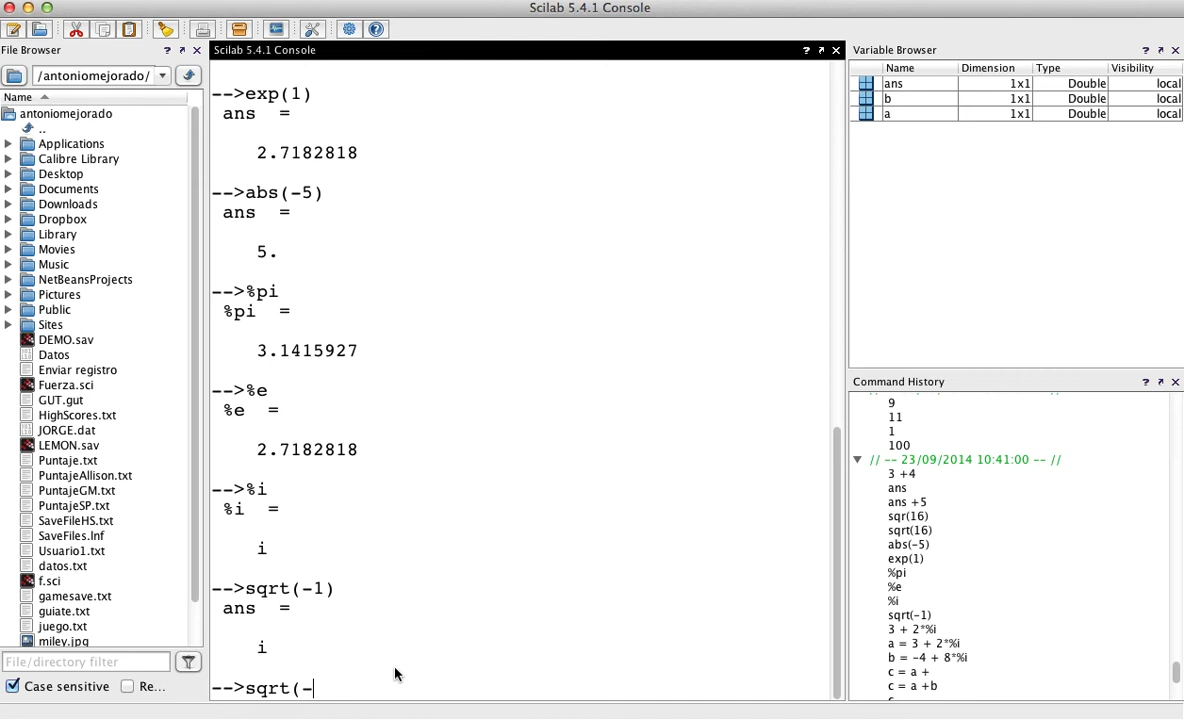 Scilab 5.4.1 Console
File Browser ? ↗ ✕
/antoniomejorado/
Name
antoniomejorado
..
Applications
Calibre Library
Desktop
Documents
Downloads
Dropbox
Library
Movies
Music
NetBeansProjects
Pictures
Public
Sites
DEMO.sav
Datos
Enviar registro
Fuerza.sci
GUT.gut
HighScores.txt
JORGE.dat
LEMON.sav
Puntaje.txt
PuntajeAllison.txt
PuntajeGM.txt
PuntajeSP.txt
SaveFileHS.txt
SaveFiles.Inf
Usuario1.txt
datos.txt
f.sci
gamesave.txt
guiate.txt
juego.txt
miley.jpg
File/directory filter
Case sensitive Re...
Scilab 5.4.1 Console ? ↗ ✕
-->exp(1)
ans =
2.7182818
-->abs(-5)
ans =
5.
-->%pi
%pi =
3.1415927
-->%e
%e =
2.7182818
-->%i
%i =
i
-->sqrt(-1)
ans =
i
-->sqrt(-
Variable Browser ? ↗ ✕
Name Dimension Type Visibility
ans 1x1 Double local
b 1x1 Double local
a 1x1 Double local
Command History ? ↗ ✕
9
11
1
100
// -- 23/09/2014 10:41:00 -- //
3 +4
ans
ans +5
sqr(16)
sqrt(16)
abs(-5)
exp(1)
%pi
%e
%i
sqrt(-1)
3 + 2*%i
a = 3 + 2*%i
b = -4 + 8*%i
c = a +
c = a +b